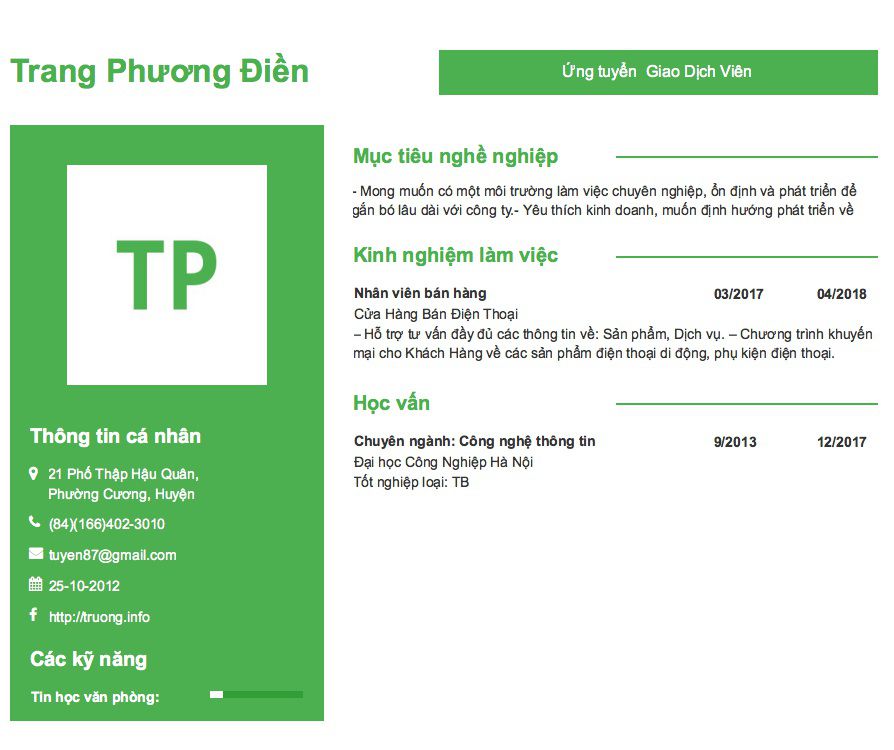 Trang Phương Điền
Ứng tuyển Giao Dịch Viên
TP
Thông tin cá nhân
21 Phố Thập Hậu Quân,
Phường Cương, Huyện
(84)(166)402-3010
tuyen87@gmail.com
25-10-2012
http://truong.info
Các kỹ năng
Tin học văn phòng:
Mục tiêu nghề nghiệp
- Mong muốn có một môi trường làm việc chuyên nghiệp, ổn định và phát triển để
gắn bó lâu dài với công ty.- Yêu thích kinh doanh, muốn định hướng phát triển về
Kinh nghiệm làm việc
Nhân viên bán hàng 03/2017 04/2018
Cửa Hàng Bán Điện Thoại
– Hỗ trợ tư vấn đầy đủ các thông tin về: Sản phẩm, Dịch vụ. – Chương trình khuyến
mại cho Khách Hàng về các sản phẩm điện thoại di động, phụ kiện điện thoại.
Học vấn
Chuyên ngành: Công nghệ thông tin 9/2013 12/2017
Đại học Công Nghiệp Hà Nội
Tốt nghiệp loại: TB